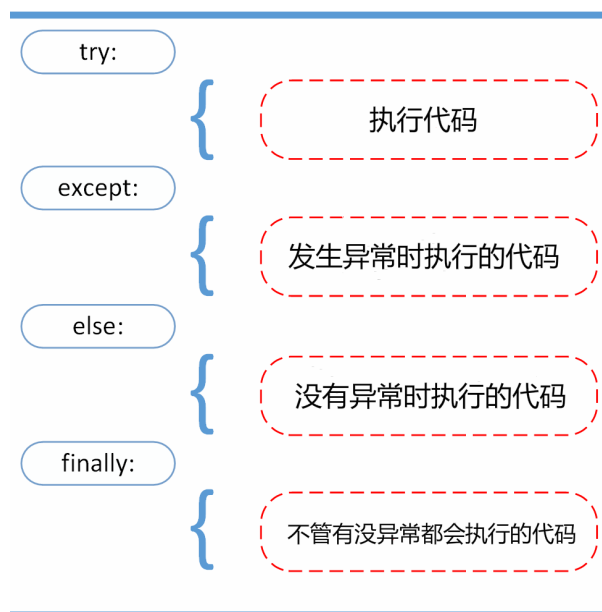 try:
执行代码
except:
发生异常时执行的代码
else:
没有异常时执行的代码
finally:
不管有没异常都会执行的代码